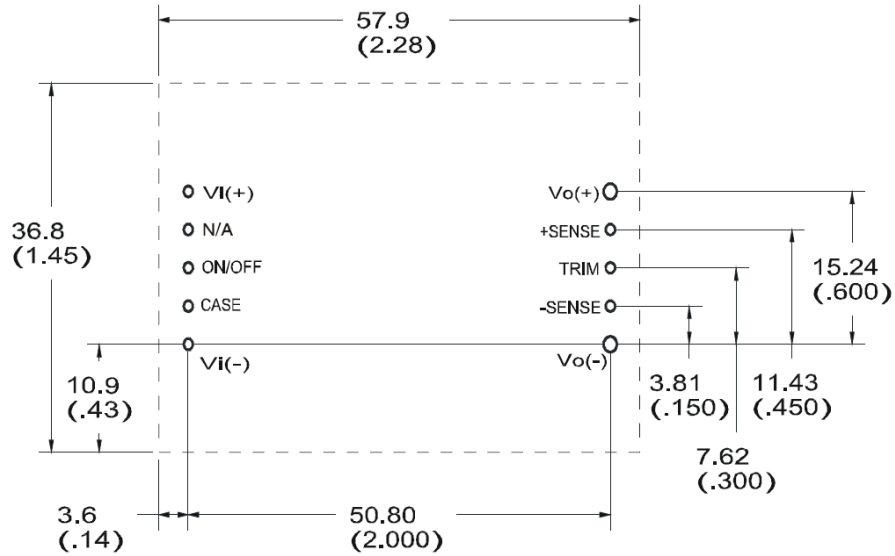 57.9
(2.28)
VI(+)
Vo(+)
N/A
+SENSE
36.8
(1.45)
ON/OFF
TRIM
15.24
(.600)
CASE
-SENSE
Vi(-)
Vo(-)
10.9
(.43)
3.81
(.150)
11.43
(.450)
7.62
(.300)
3.6
(.14)
50.80
(2.000)